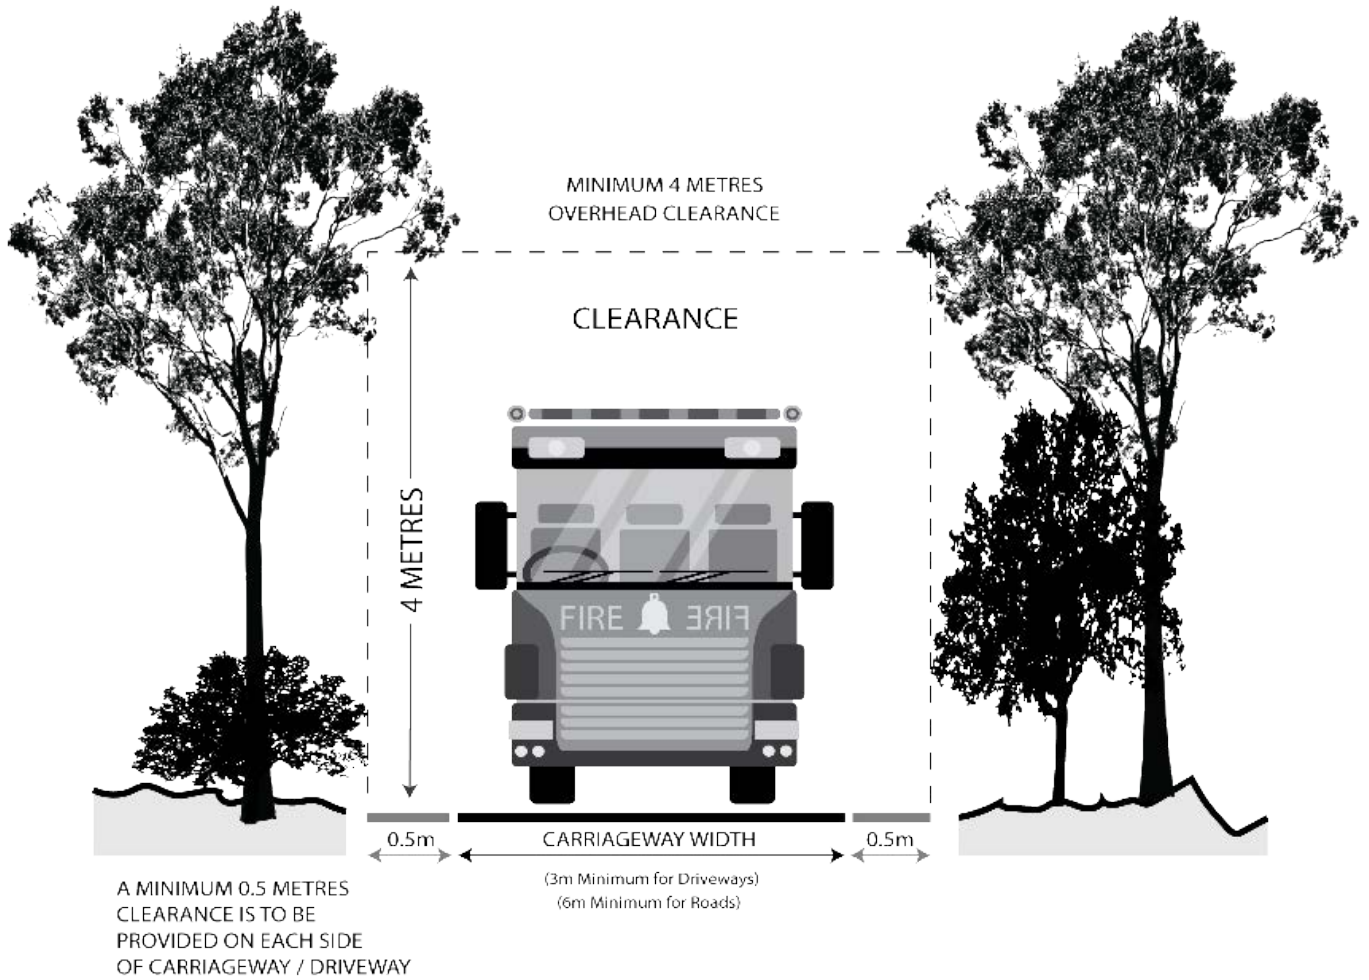 MINIMUM 4 METRES
OVERHEAD CLEARANCE
CLEARANCE
4 METRES
FIRE FIRE
0.5m
CARRIAGEWAY WIDTH
0.5m
(3m Minimum for Driveways)
(6m Minimum for Roads)
A MINIMUM 0.5 METRES
CLEARANCE IS TO BE
PROVIDED ON EACH SIDE
OF CARRIAGEWAY / DRIVEWAY